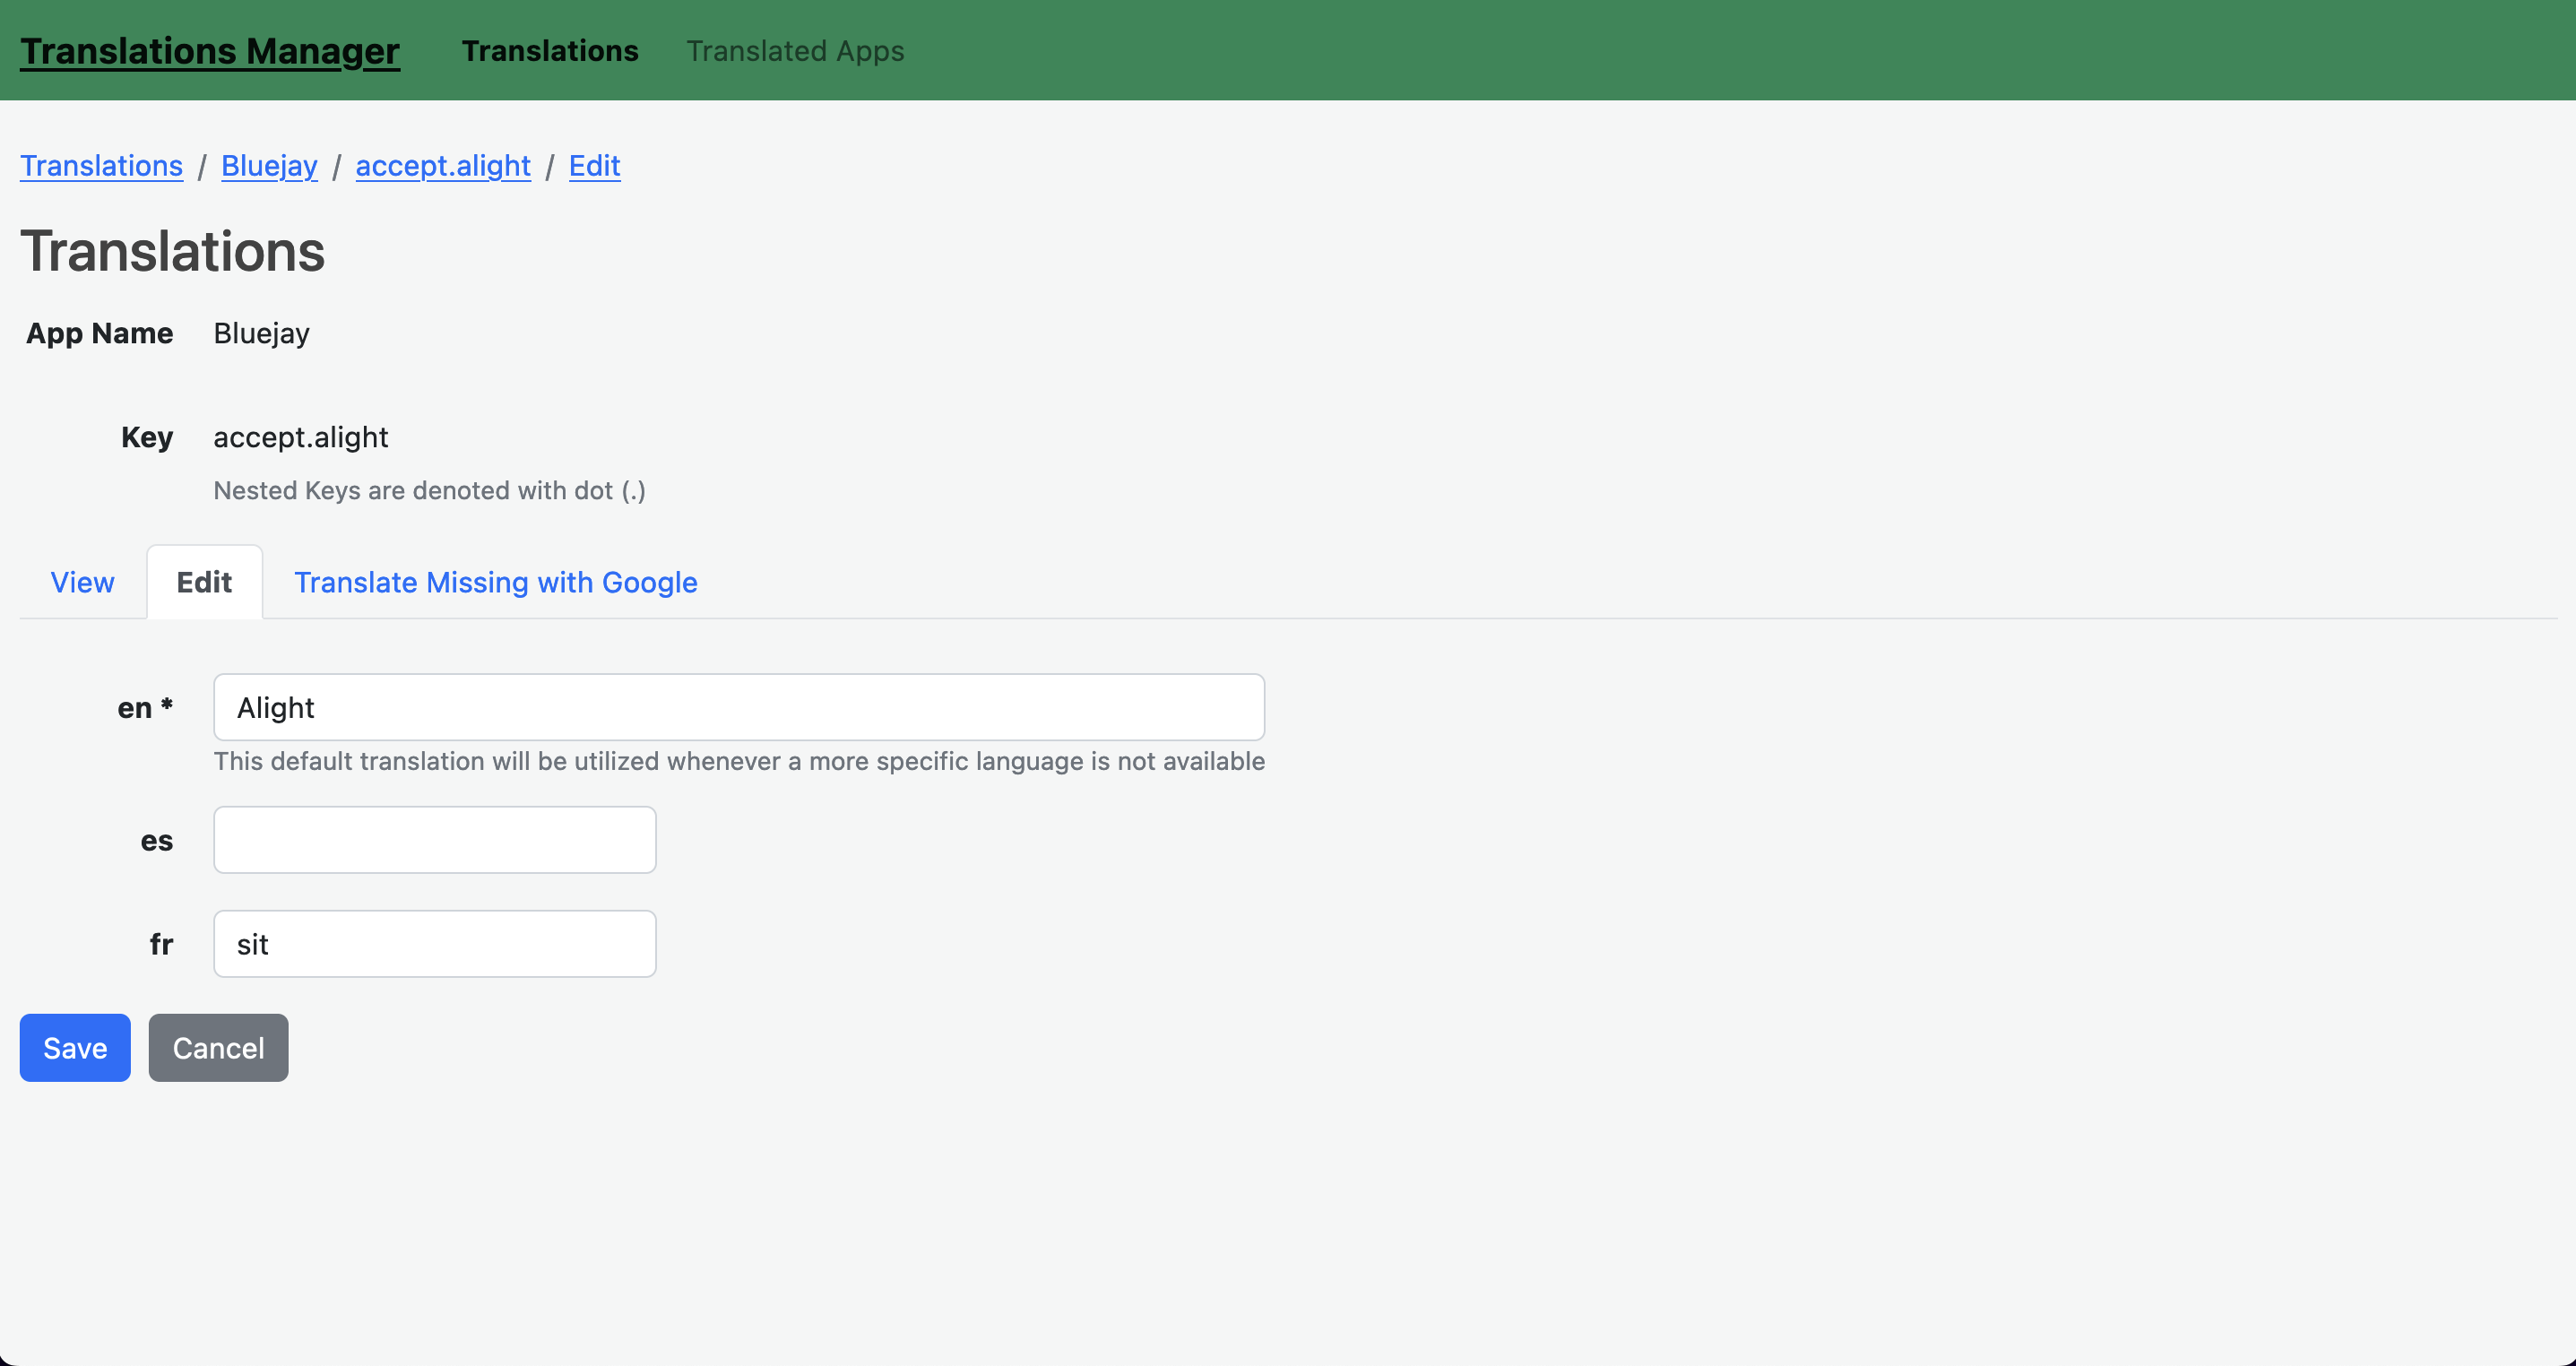 Translations Manager Translations Translated Apps
Translations / Bluejay / accept.alight / Edit
Translations
App Name Bluejay
Key accept.alight
Nested Keys are denoted with dot (.)
View Edit Translate Missing with Google
en * Alight
This default translation will be utilized whenever a more specific language is not available
es
fr sit
Save Cancel